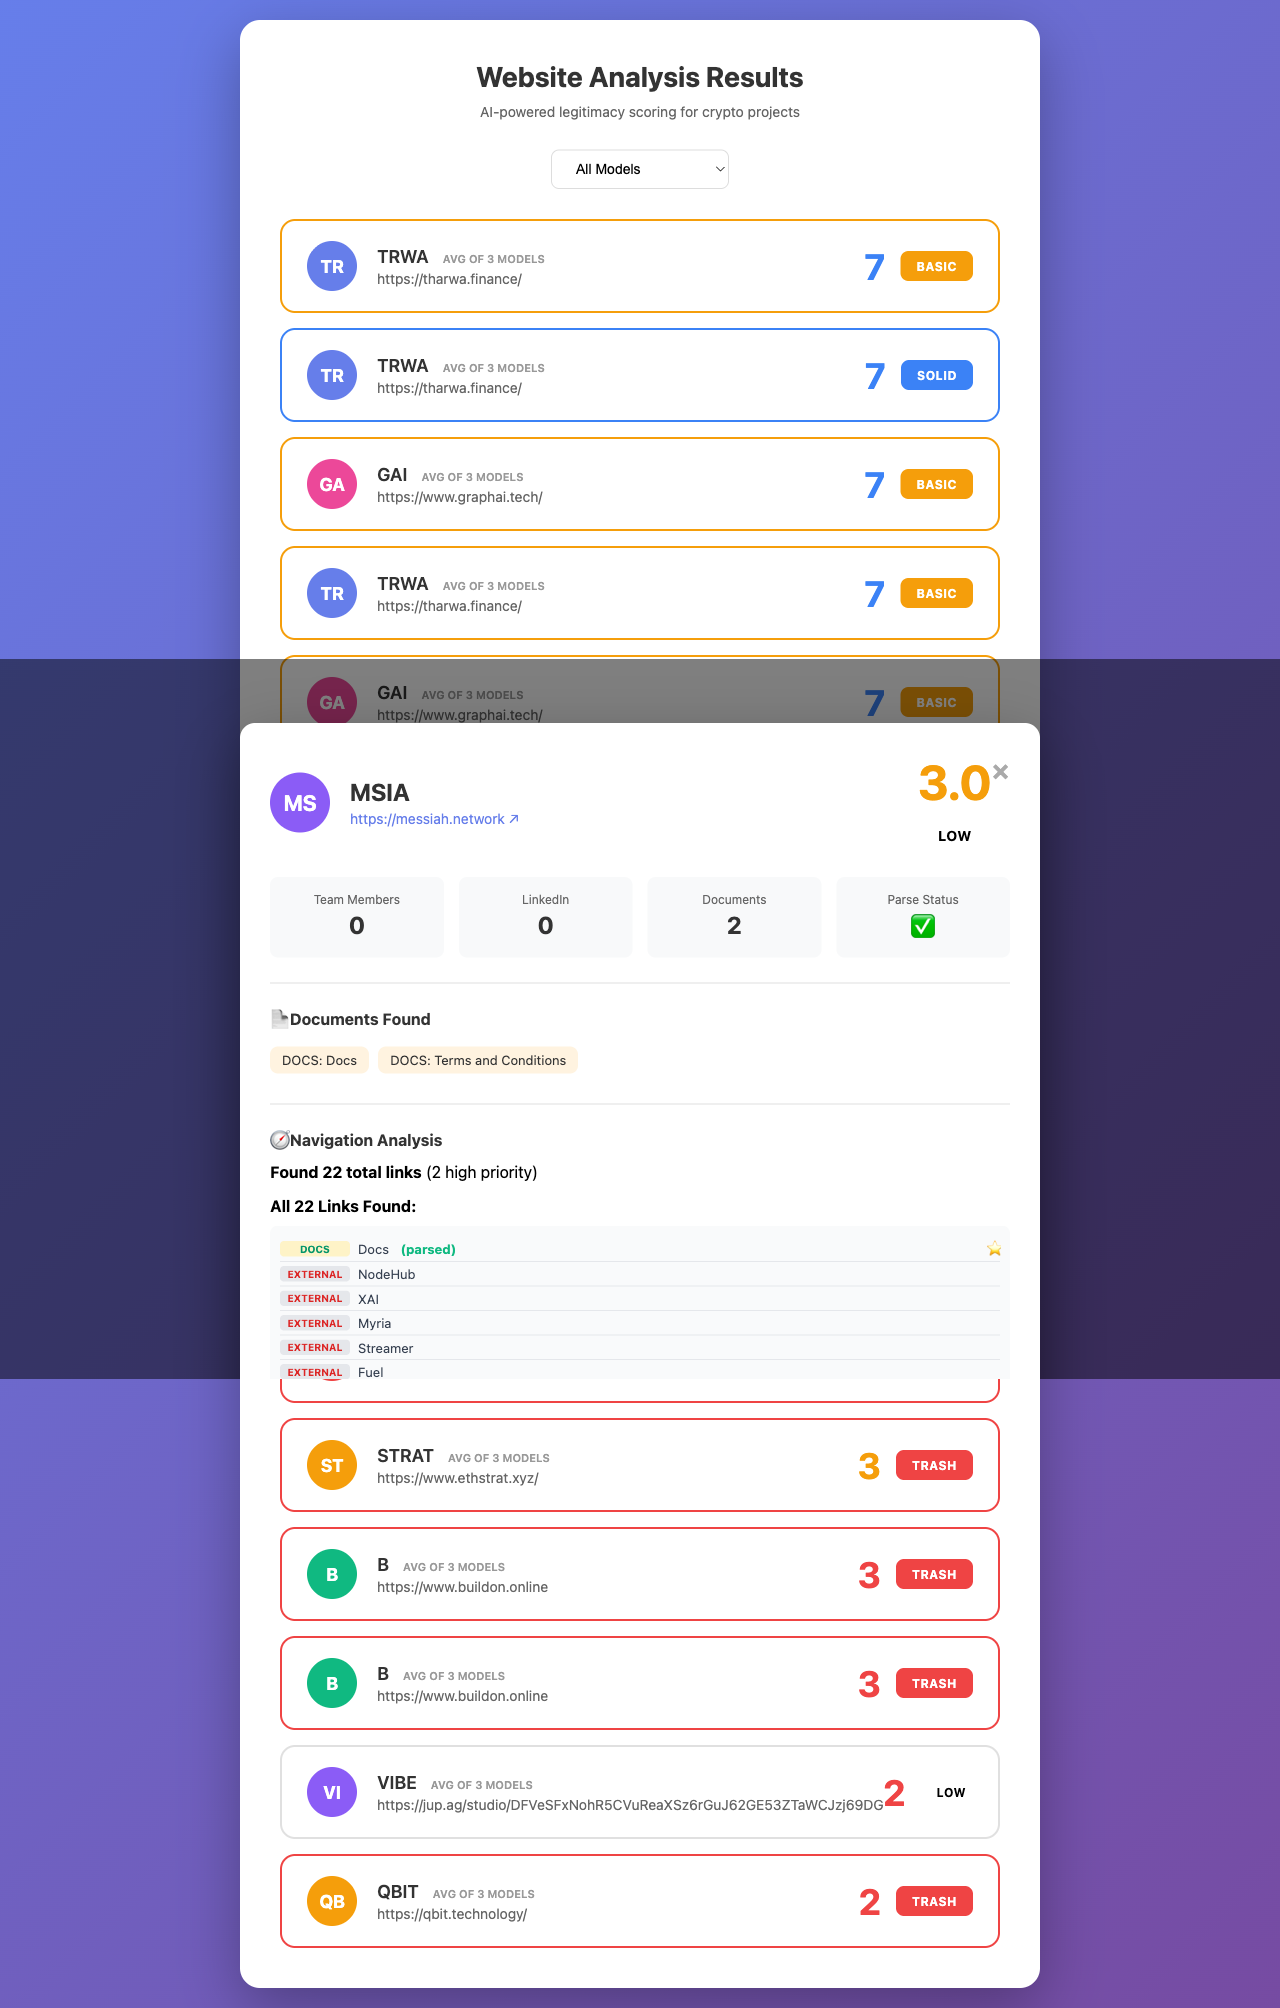 Website Analysis Results
AI-powered legitimacy scoring for crypto projects
All Models
TR
TRWA AVG OF 3 MODELS
https://tharwa.finance/
7
BASIC
TR
TRWA AVG OF 3 MODELS
https://tharwa.finance/
7
SOLID
GA
GAI AVG OF 3 MODELS
https://www.graphai.tech/
7
BASIC
TR
TRWA AVG OF 3 MODELS
https://tharwa.finance/
7
BASIC
GA
GAI AVG OF 3 MODELS
https://www.graphai.tech/
7
BASIC
MS
MSIA
https://messiah.network ↗
3.0
×
LOW
Team Members
0
LinkedIn
0
Documents
2
Parse Status
Documents Found
DOCS: Docs
DOCS: Terms and Conditions
Navigation Analysis
Found 22 total links (2 high priority)
All 22 Links Found:
DOCS Docs (parsed)
EXTERNAL NodeHub
EXTERNAL XAI
EXTERNAL Myria
EXTERNAL Streamer
EXTERNAL Fuel
ST
STRAT AVG OF 3 MODELS
https://www.ethstrat.xyz/
3
TRASH
B
B AVG OF 3 MODELS
https://www.buildon.online
3
TRASH
B
B AVG OF 3 MODELS
https://www.buildon.online
3
TRASH
VI
VIBE AVG OF 3 MODELS
https://jup.ag/studio/DFVeSFxNohR5CVuReaXSz6rGuJ62GE53ZTaWCJzj69DG
2
LOW
QB
QBIT AVG OF 3 MODELS
https://qbit.technology/
2
TRASH